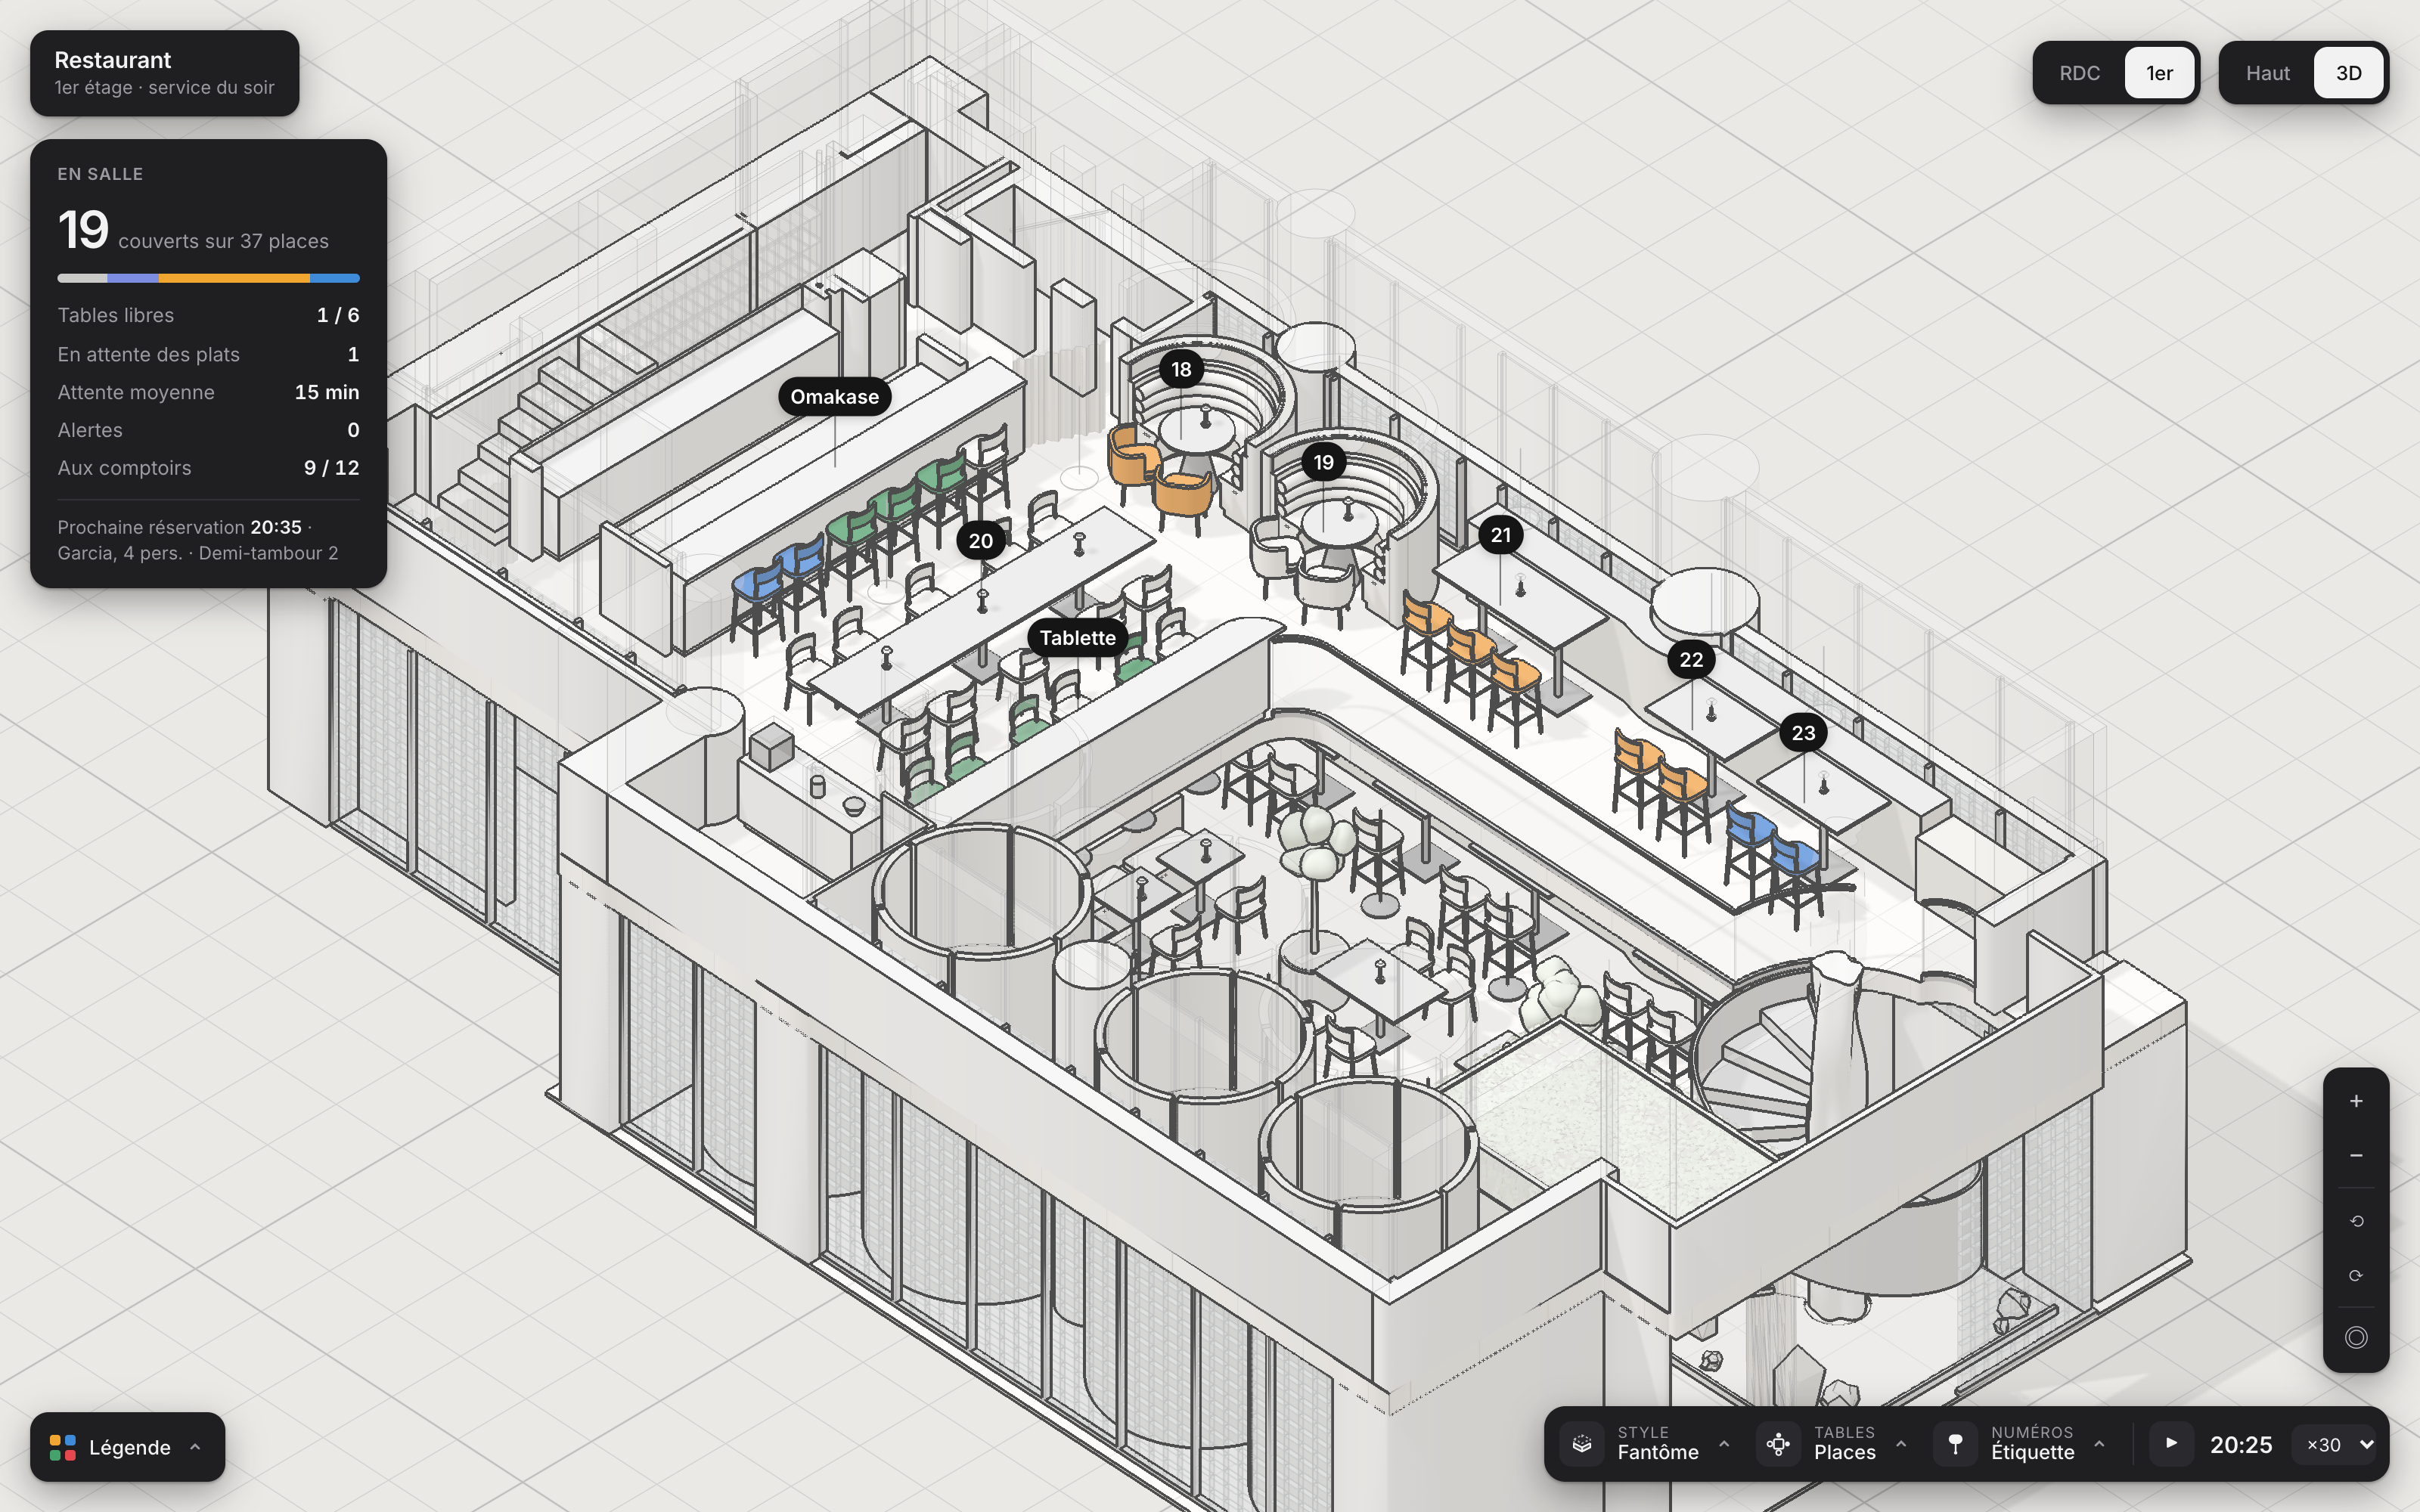 Restaurant
1er étage · service du soir
RDC
1er
Haut
3D
EN SALLE
19 couverts sur 37 places
Tables libres 1 / 6
En attente des plats 1
Attente moyenne 15 min
Alertes 0
Aux comptoirs 9 / 12
Prochaine réservation 20:35 ·
Garcia, 4 pers. · Demi-tambour 2
18
Omakase
19
21
20
Tablette
22
23
+
−
Légende
STYLE
Fantôme
TABLES
Places
NUMÉROS
Étiquette
20:25
×30